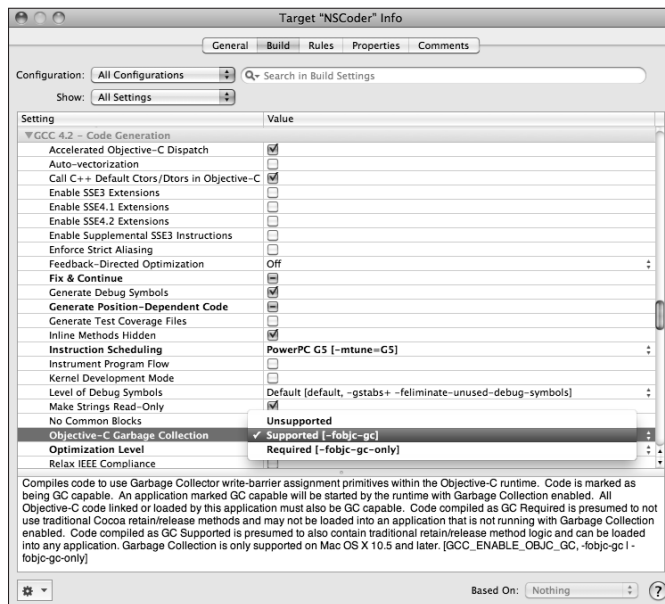 Target “NSCoder” Info
General Build Rules Properties Comments
Configuration: All Configurations Search in Build Settings
Show: All Settings
Setting Value
▼GCC 4.2 – Code Generation
Accelerated Objective-C Dispatch
Auto-vectorization
Call C++ Default Ctors/Dtors in Objective-C
Enable SSE3 Extensions
Enable SSE4.1 Extensions
Enable SSE4.2 Extensions
Enable Supplemental SSE3 Instructions
Enforce Strict Aliasing
Feedback-Directed Optimization Off
Fix & Continue
Generate Debug Symbols
Generate Position-Dependent Code
Generate Test Coverage Files
Inline Methods Hidden
Instruction Scheduling PowerPC G5 [-mtune=G5]
Instrument Program Flow
Kernel Development Mode
Level of Debug Symbols Default [default, -gstabs+ -feliminate-unused-debug-symbols]
Make Strings Read-Only
No Common Blocks Unsupported
Objective-C Garbage Collection ✓ Supported [-fobjc-gc]
Optimization Level Required [-fobjc-gc-only]
Relax IEEE Compliance
Compiles code to use Garbage Collector write-barrier assignment primitives within the Objective-C runtime. Code is marked as
being GC capable. An application marked GC capable will be started by the runtime with Garbage Collection enabled. All
Objective-C code linked or loaded by this application must also be GC capable. Code compiled as GC Required is presumed to not
use traditional Cocoa retain/release methods and may not be loaded into an application that is not running with Garbage Collection
enabled. Code compiled as GC Supported is presumed to also contain traditional retain/release method logic and can be loaded
into any application. Garbage Collection is only supported on Mac OS X 10.5 and later. [GCC_ENABLE_OBJC_GC, -fobjc-gc | -
fobjc-gc-only]
Based On: Nothing ?